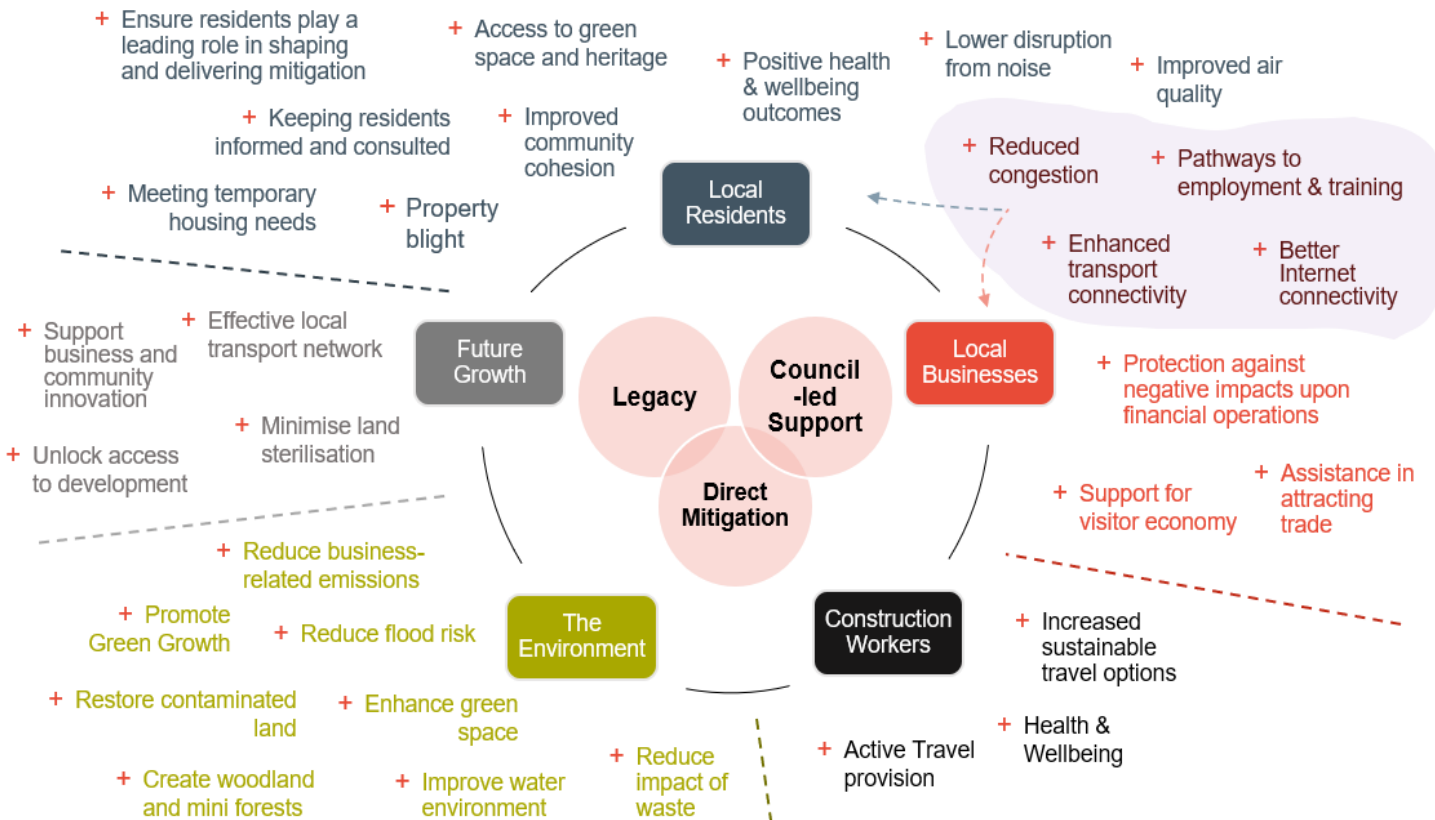 + Ensure residents play a
leading role in shaping
and delivering mitigation
+ Access to green
space and heritage
+ Positive health
& wellbeing
outcomes
+ Lower disruption
from noise
+ Improved air
quality
+ Keeping residents
informed and consulted
+ Improved
community
cohesion
+ Reduced
congestion
+ Pathways to
employment & training
+ Meeting temporary
housing needs
+ Property
blight
Local
Residents
+ Enhanced
transport
connectivity
+ Better
Internet
connectivity
+ Support
business and
community
innovation
+ Effective local
transport network
Future
Growth
Legacy
Council
-led
Support
Local
Businesses
+ Protection against
negative impacts upon
financial operations
+ Minimise land
sterilisation
+ Unlock access
to development
Direct
Mitigation
+ Support for
visitor economy
+ Assistance in
attracting
trade
+ Reduce business-
related emissions
+ Promote
Green Growth
+ Reduce flood risk
The
Environment
Construction
Workers
+ Increased
sustainable
travel options
+ Restore contaminated
land
+ Enhance green
space
+ Health &
Wellbeing
+ Active Travel
provision
+ Create woodland
and mini forests
+ Improve water
environment
+ Reduce
impact of
waste